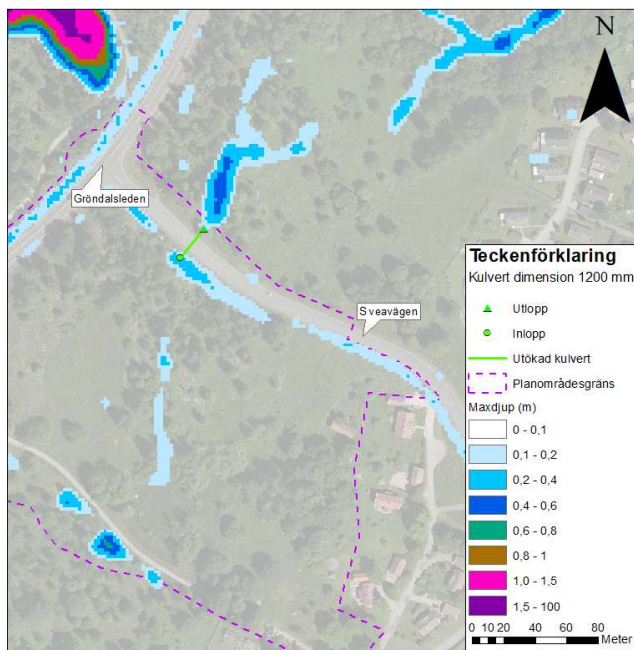 N
Gröndalsleden
Sveavägen
Teckenförklaring
Kulvert dimension 1200 mm
Utlopp
Inlopp
Utökad kulvert
Planområdesgräns
Maxdjup (m)
0 - 0,1
0,1 - 0,2
0,2 - 0,4
0,4 - 0,6
0,6 - 0,8
0,8 - 1
1,0 - 1,5
1,5 - 100
0 10 20 40 60 80
Meter